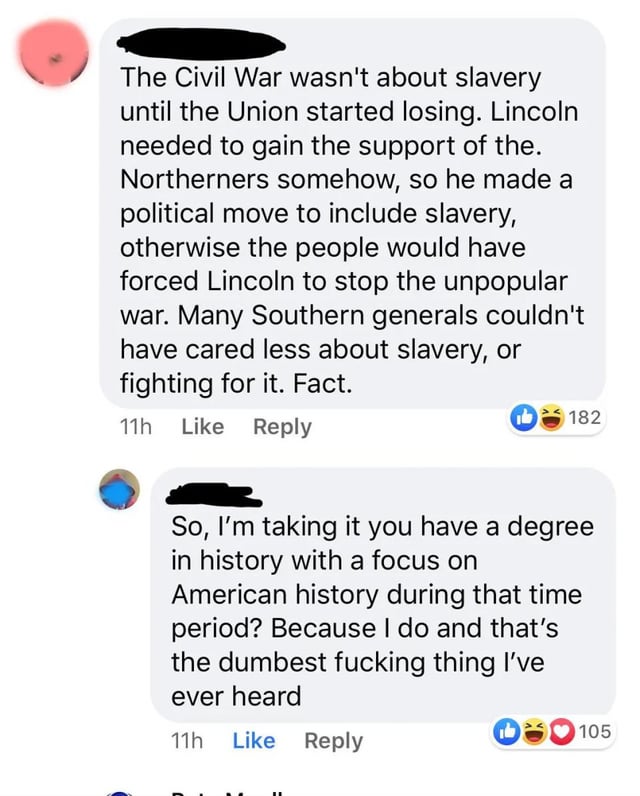 The Civil War wasn't about slavery
until the Union started losing. Lincoln
needed to gain the support of the.
Northerners somehow, so he made a
political move to include slavery,
otherwise the people would have
forced Lincoln to stop the unpopular
war. Many Southern generals couldn't
have cared less about slavery, or
fighting for it. Fact.
11h Like Reply 182
So, I’m taking it you have a degree
in history with a focus on
American history during that time
period? Because I do and that’s
the dumbest fucking thing I’ve
ever heard
11h Like Reply 105